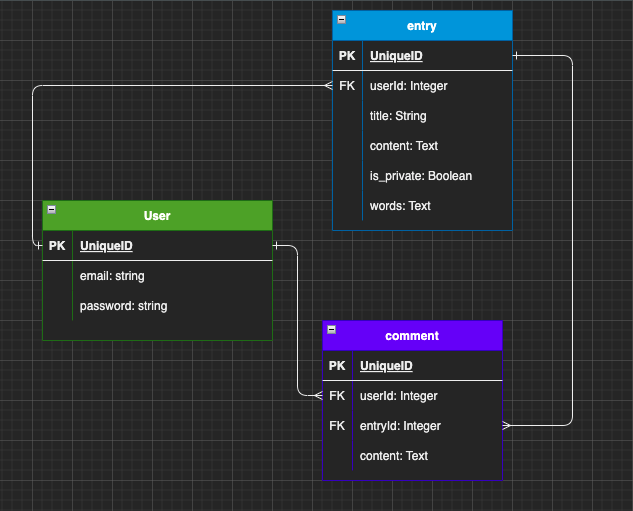 entry
PK UniqueID
FK userId: Integer
title: String
content: Text
is_private: Boolean
words: Text
User
PK UniqueID
email: string
password: string
comment
PK UniqueID
FK userId: Integer
FK entryId: Integer
content: Text